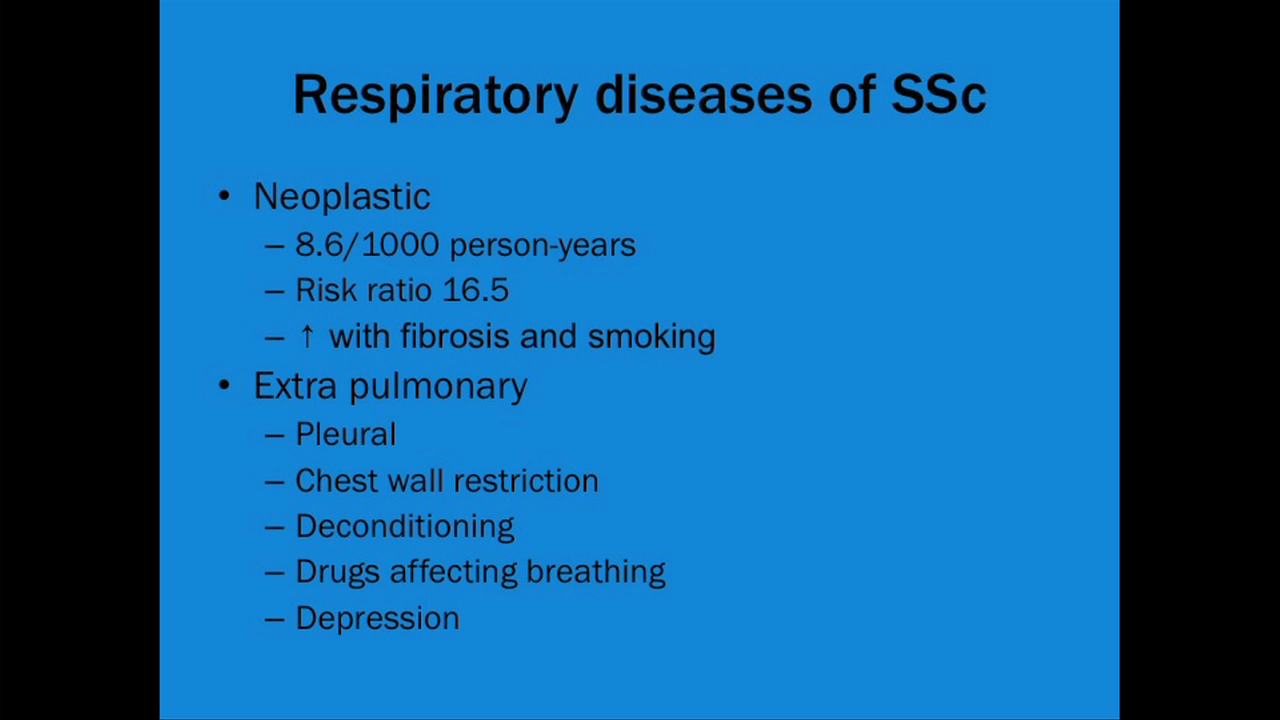 Respiratory diseases of SSc
• Neoplastic
– 8.6/1000 person-years
– Risk ratio 16.5
– ↑ with fibrosis and smoking
• Extra pulmonary
– Pleural
– Chest wall restriction
– Deconditioning
– Drugs affecting breathing
– Depression